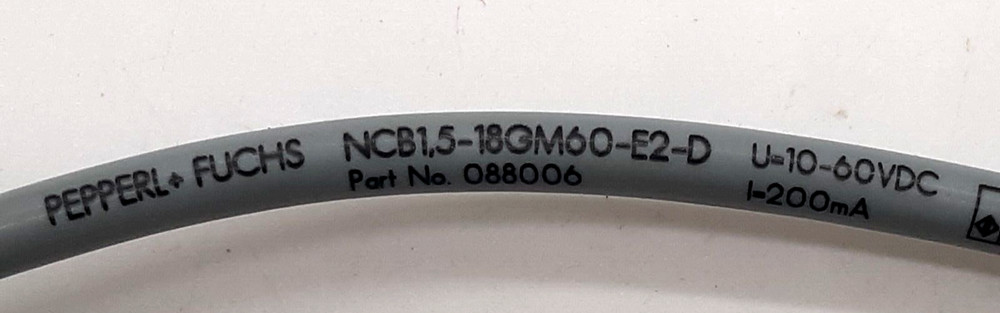 PEPPERL+ FUCHS NCB1,5-18GM60-E2-D U=10-60VDC
Part No. 088006 I=200mA